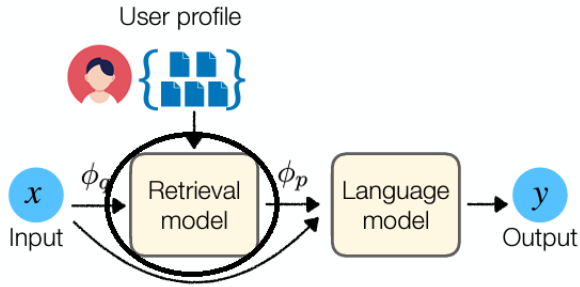 User profile
x
Input
ϕq
Retrieval
model
ϕp
Language
model
y
Output